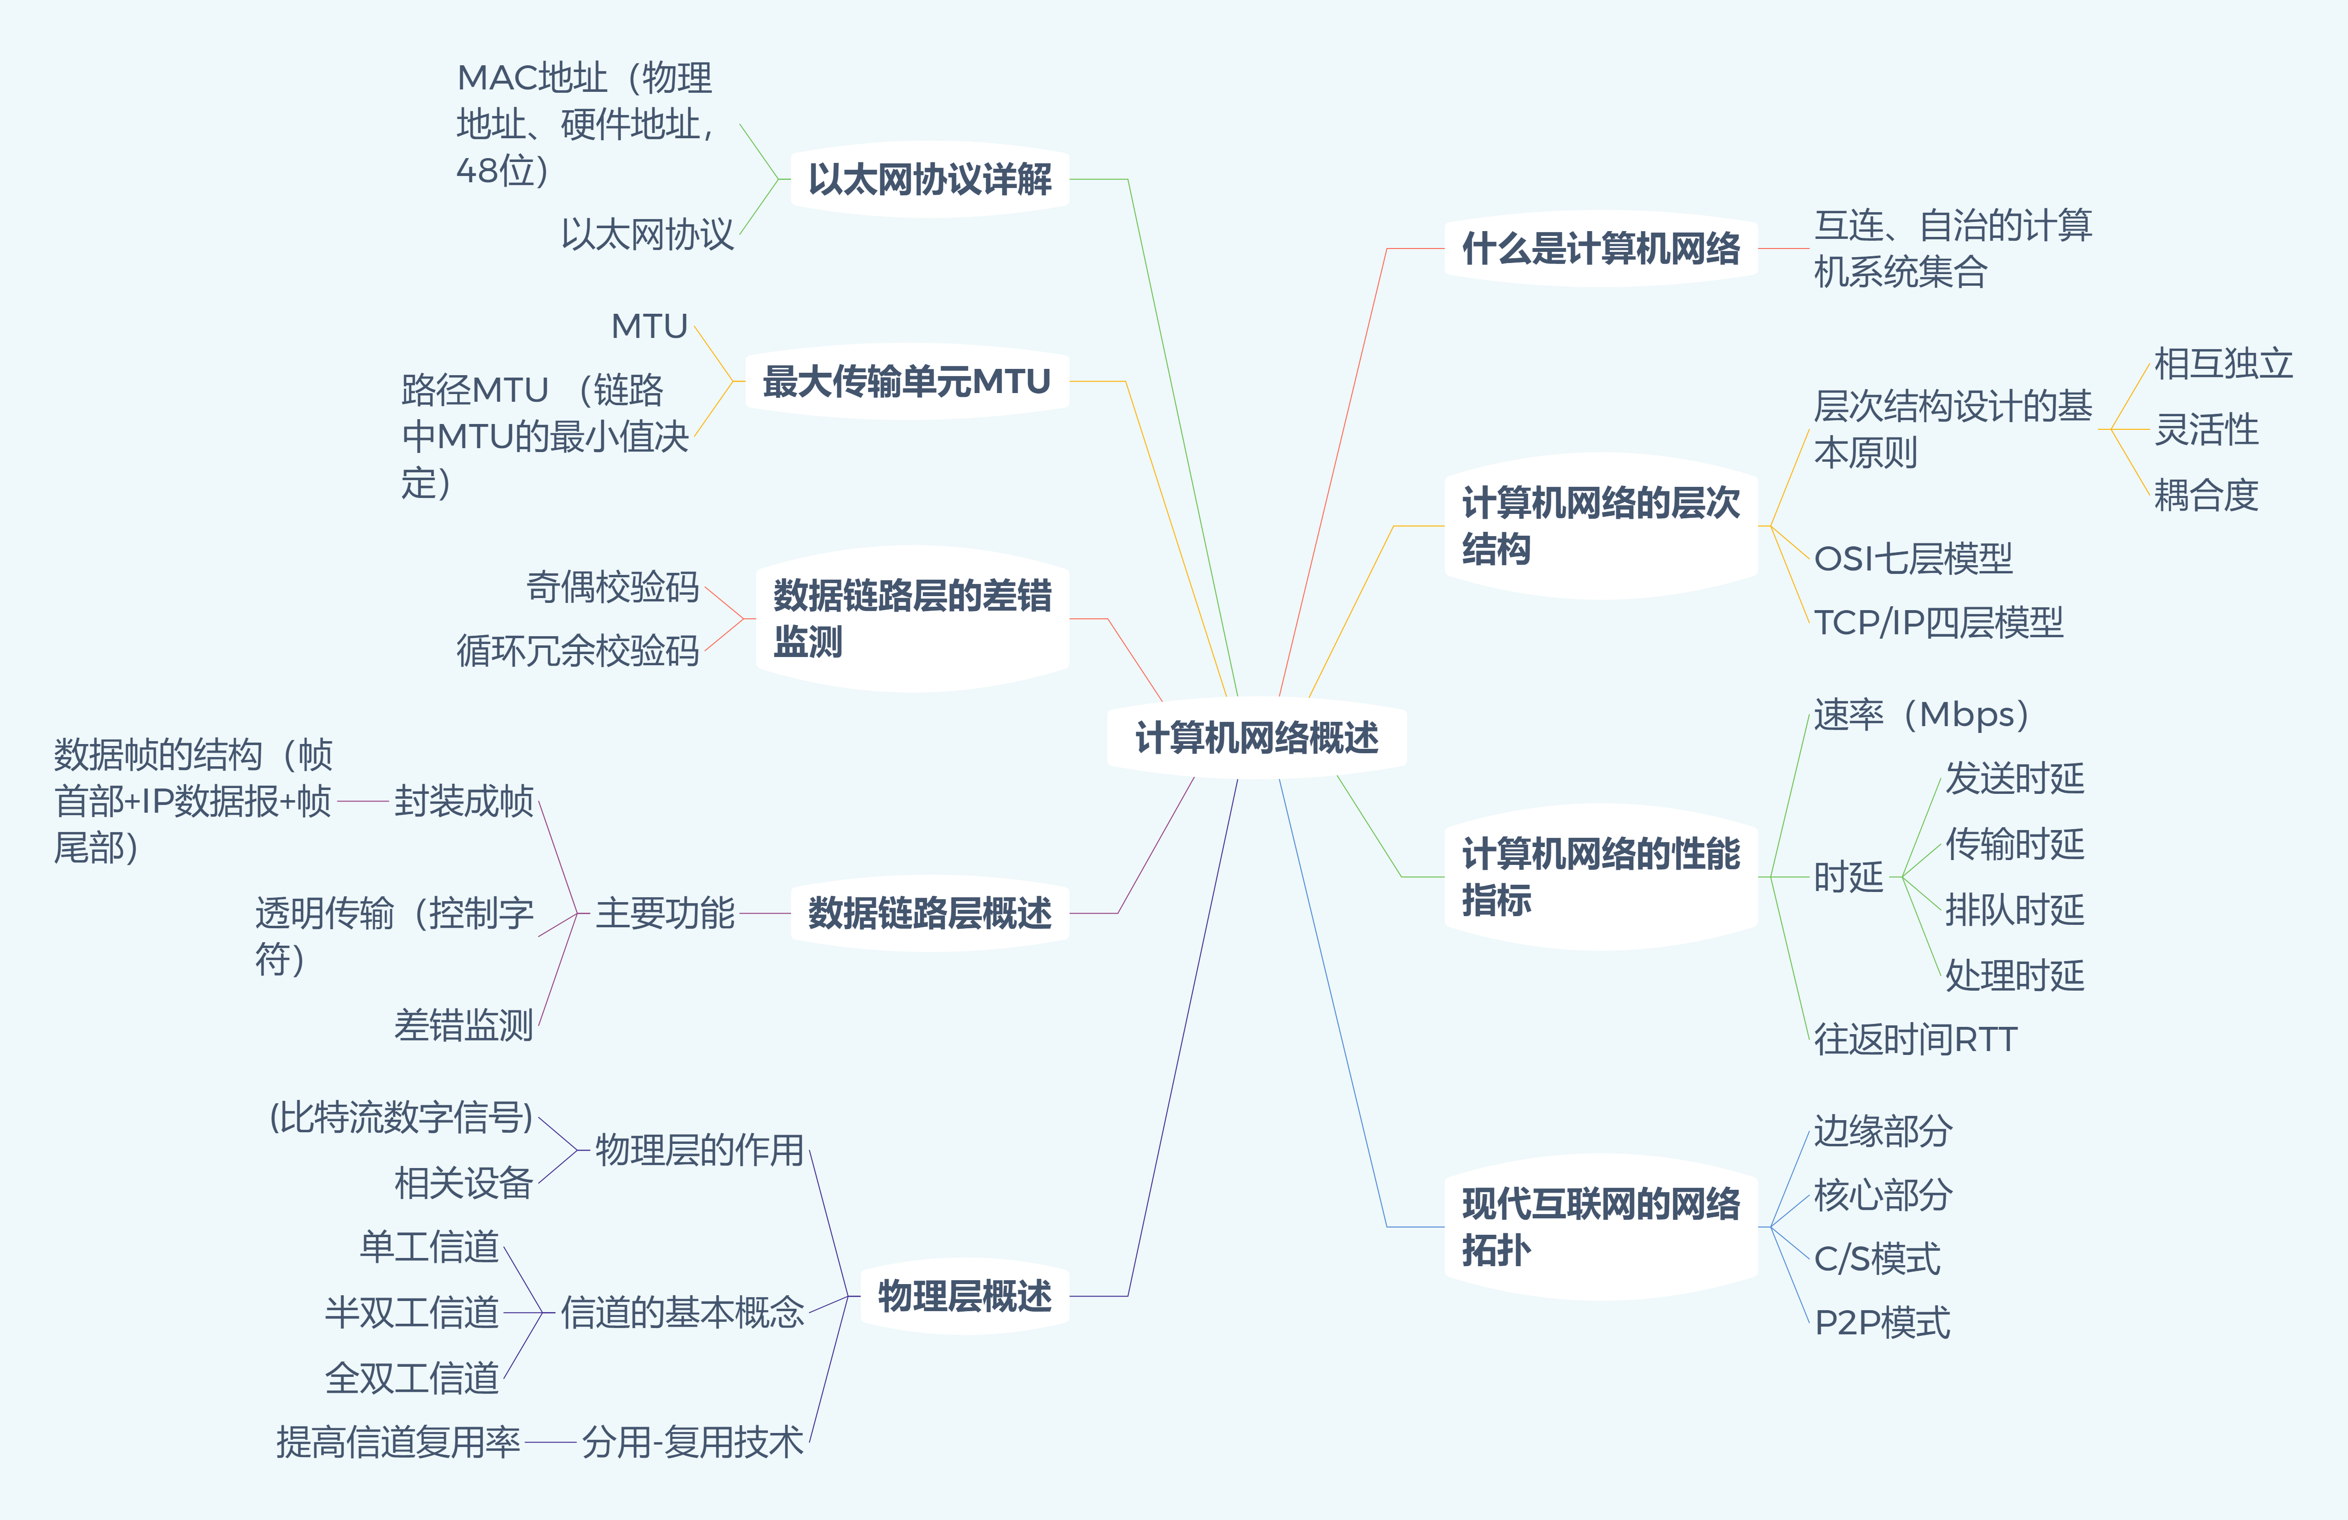 计算机网络概述
什么是计算机网络
互连、自治的计算
机系统集合
计算机网络的层次
结构
层次结构设计的基
本原则
相互独立
灵活性
耦合度
OSI七层模型
TCP/IP四层模型
计算机网络的性能
指标
速率（Mbps）
时延
发送时延
传输时延
排队时延
处理时延
往返时间RTT
现代互联网的网络
拓扑
边缘部分
核心部分
C/S模式
P2P模式
以太网协议详解
MAC地址（物理
地址、硬件地址，
48位）
以太网协议
最大传输单元MTU
MTU
路径MTU （链路
中MTU的最小值决
定）
数据链路层的差错
监测
奇偶校验码
循环冗余校验码
数据链路层概述
主要功能
封装成帧
数据帧的结构（帧
首部+IP数据报+帧
尾部）
透明传输（控制字
符）
差错监测
物理层概述
物理层的作用
(比特流数字信号)
相关设备
信道的基本概念
单工信道
半双工信道
全双工信道
分用-复用技术
提高信道复用率